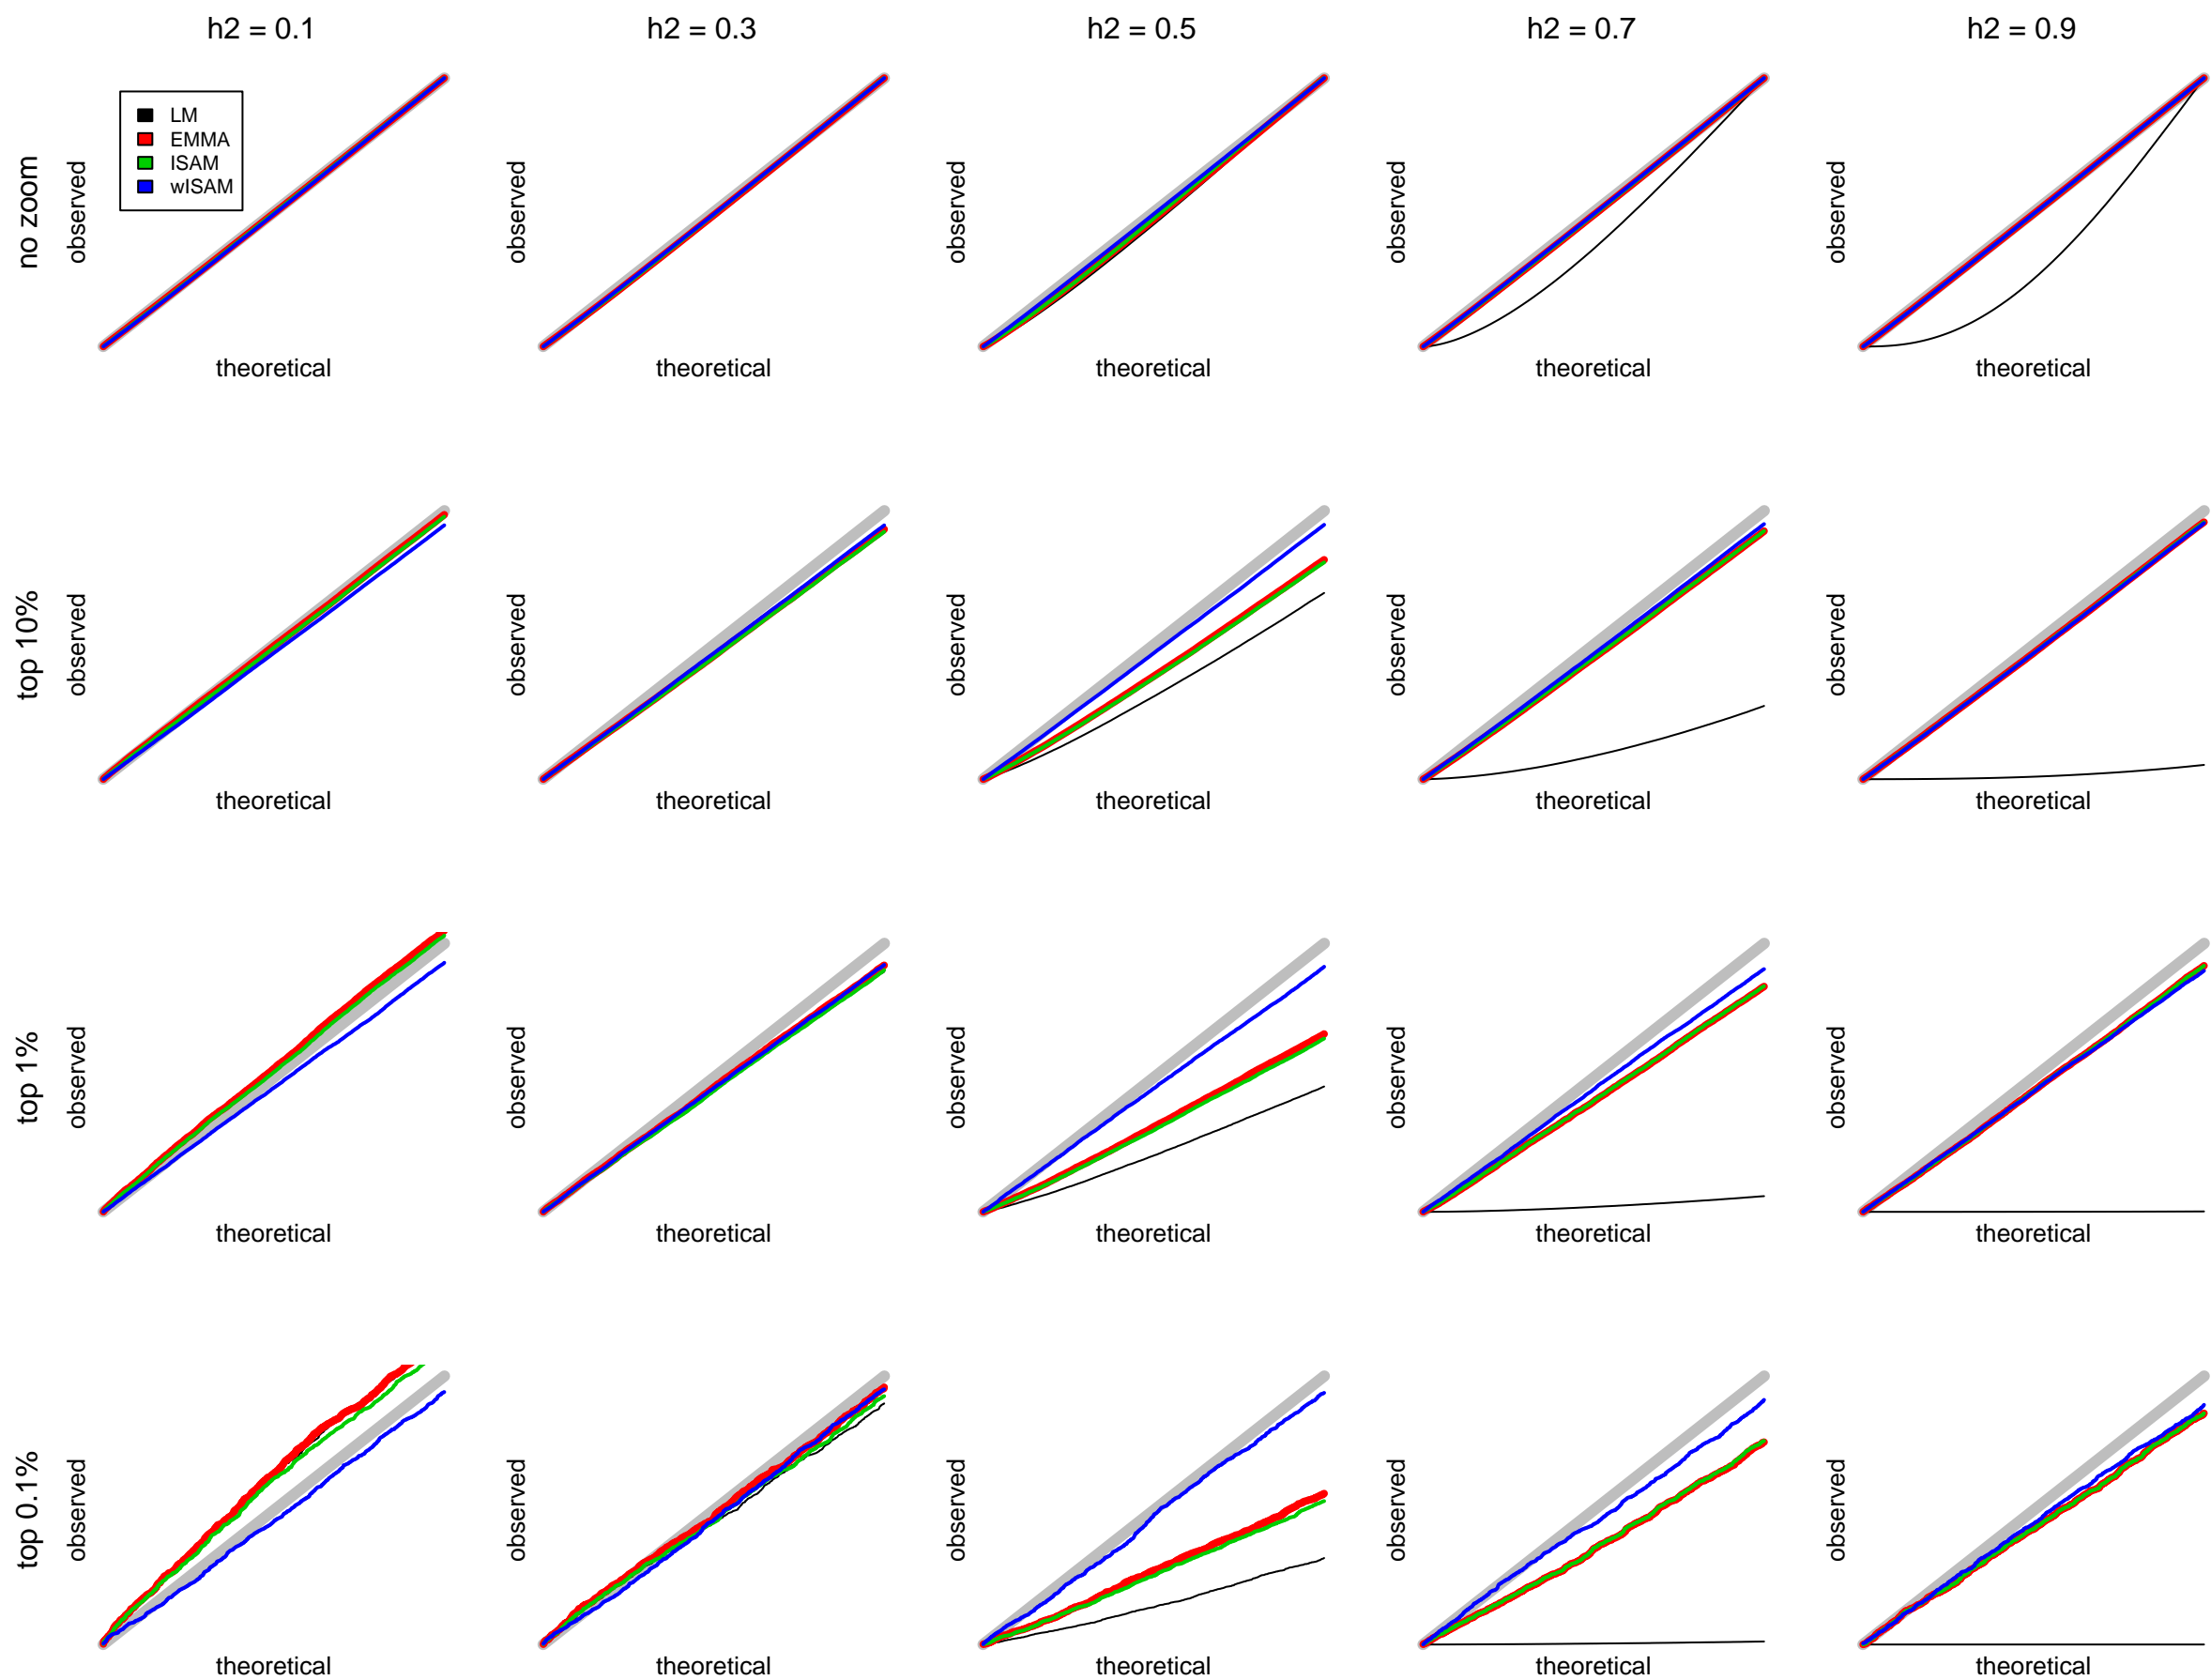 h2 = 0.1 h2 = 0.3 h2 = 0.5 h2 = 0.7 h2 = 0.9
LM
EMMA
ISAM
wISAM
no zoom
observed observed observed observed observed
theoretical theoretical theoretical theoretical theoretical
top 10%
observed observed observed observed observed
theoretical theoretical theoretical theoretical theoretical
top 1%
observed observed observed observed observed
theoretical theoretical theoretical theoretical theoretical
top 0.1%
observed observed observed observed observed
theoretical theoretical theoretical theoretical theoretical